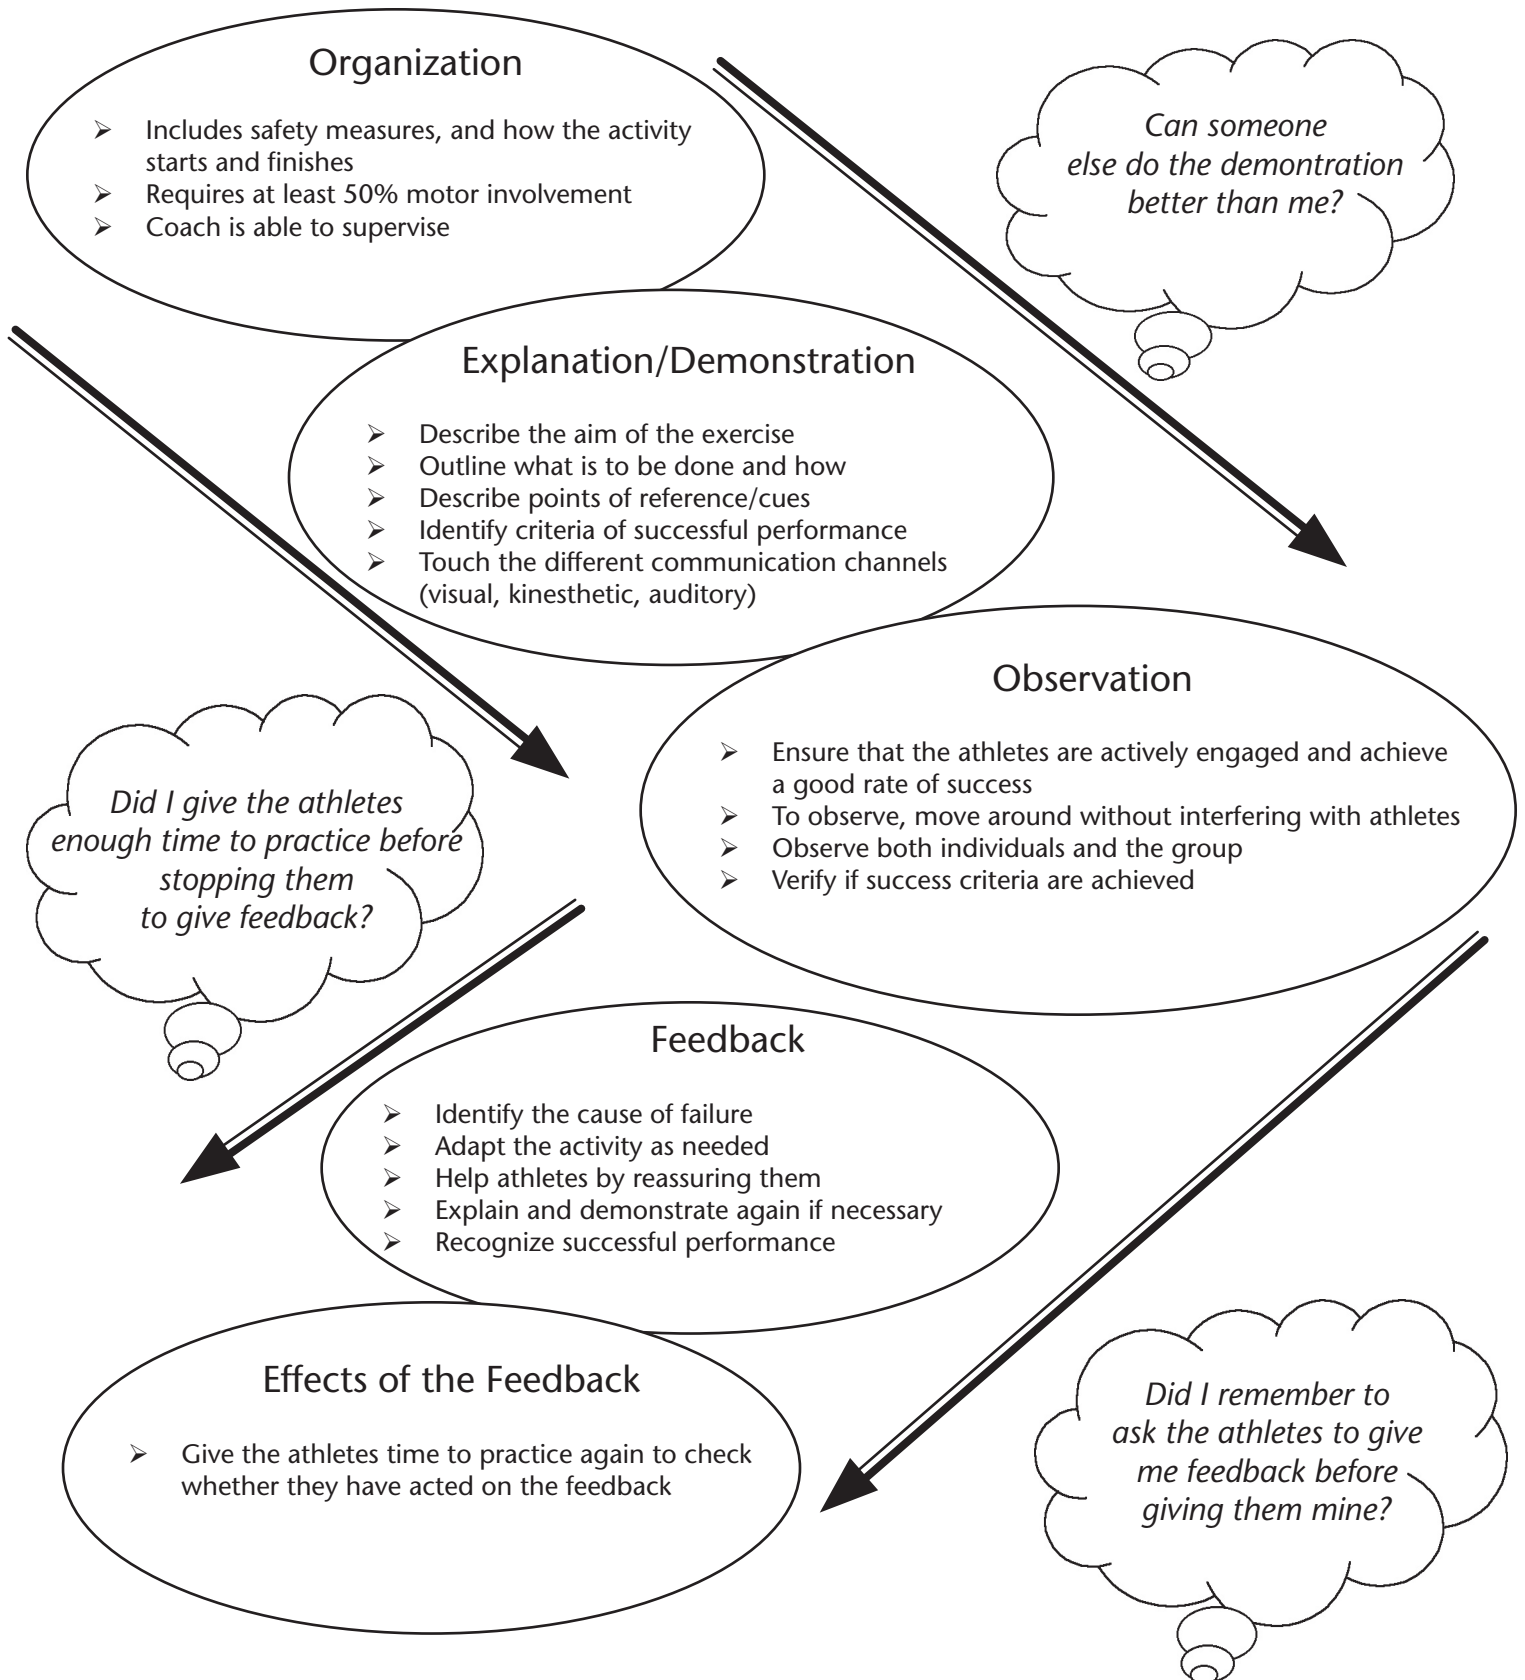 Organization
➢ Includes safety measures, and how the activity
starts and finishes
➢ Requires at least 50% motor involvement
➢ Coach is able to supervise
Can someone
else do the demontration
better than me?
Explanation/Demonstration
➢ Describe the aim of the exercise
➢ Outline what is to be done and how
➢ Describe points of reference/cues
➢ Identify criteria of successful performance
➢ Touch the different communication channels
(visual, kinesthetic, auditory)
Observation
➢ Ensure that the athletes are actively engaged and achieve
a good rate of success
➢ To observe, move around without interfering with athletes
➢ Observe both individuals and the group
➢ Verify if success criteria are achieved
Did I give the athletes
enough time to practice before
stopping them
to give feedback?
Feedback
➢ Identify the cause of failure
➢ Adapt the activity as needed
➢ Help athletes by reassuring them
➢ Explain and demonstrate again if necessary
➢ Recognize successful performance
Effects of the Feedback
➢ Give the athletes time to practice again to check
whether they have acted on the feedback
Did I remember to
ask the athletes to give
me feedback before
giving them mine?